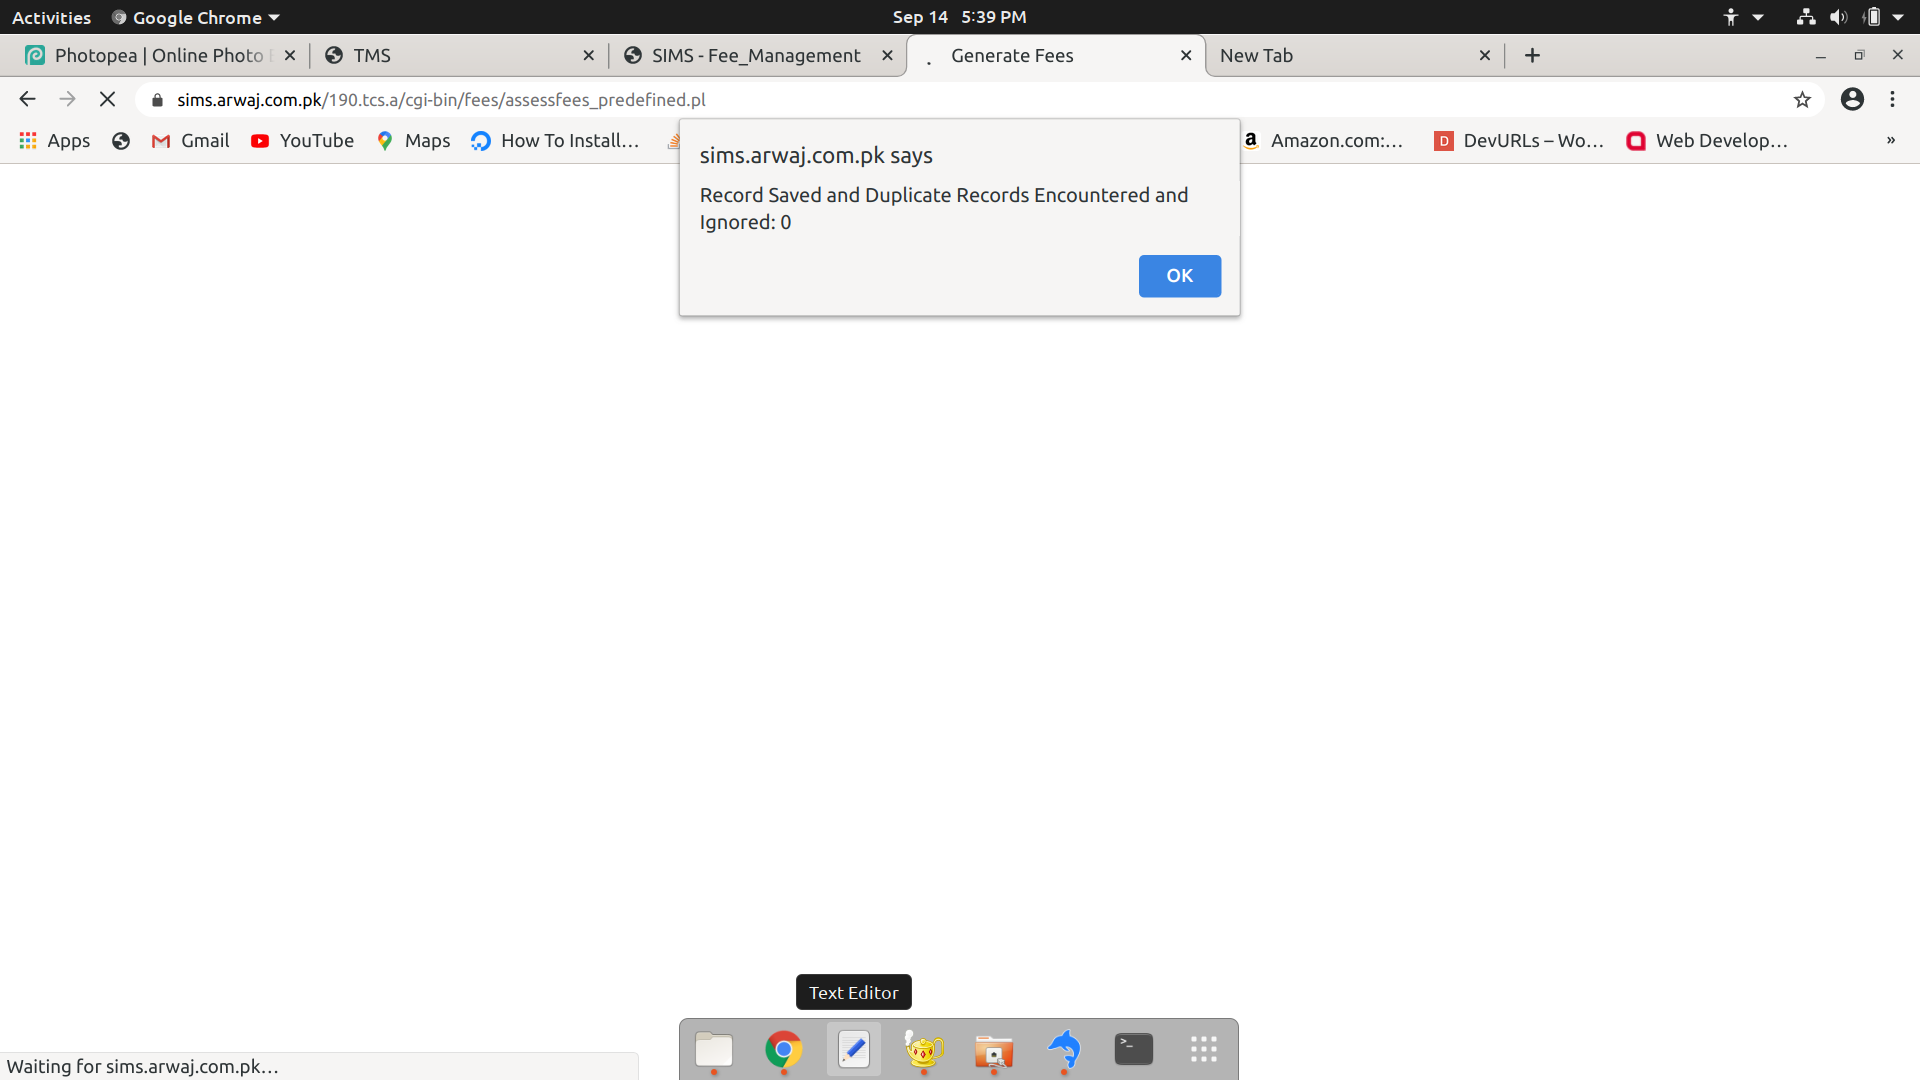 Activities Google Chrome Sep 14 5:39 PM
Photopea | Online Photo TMS SIMS - Fee_Management Generate Fees New Tab
sims.arwaj.com.pk/190.tcs.a/cgi-bin/fees/assessfees_predefined.pl
Apps Gmail YouTube Maps How To Install... a Amazon.com:... D DevURLs – Wo... Web Develop... »
sims.arwaj.com.pk says
Record Saved and Duplicate Records Encountered and
Ignored: 0
OK
Text Editor
>_
Waiting for sims.arwaj.com.pk...